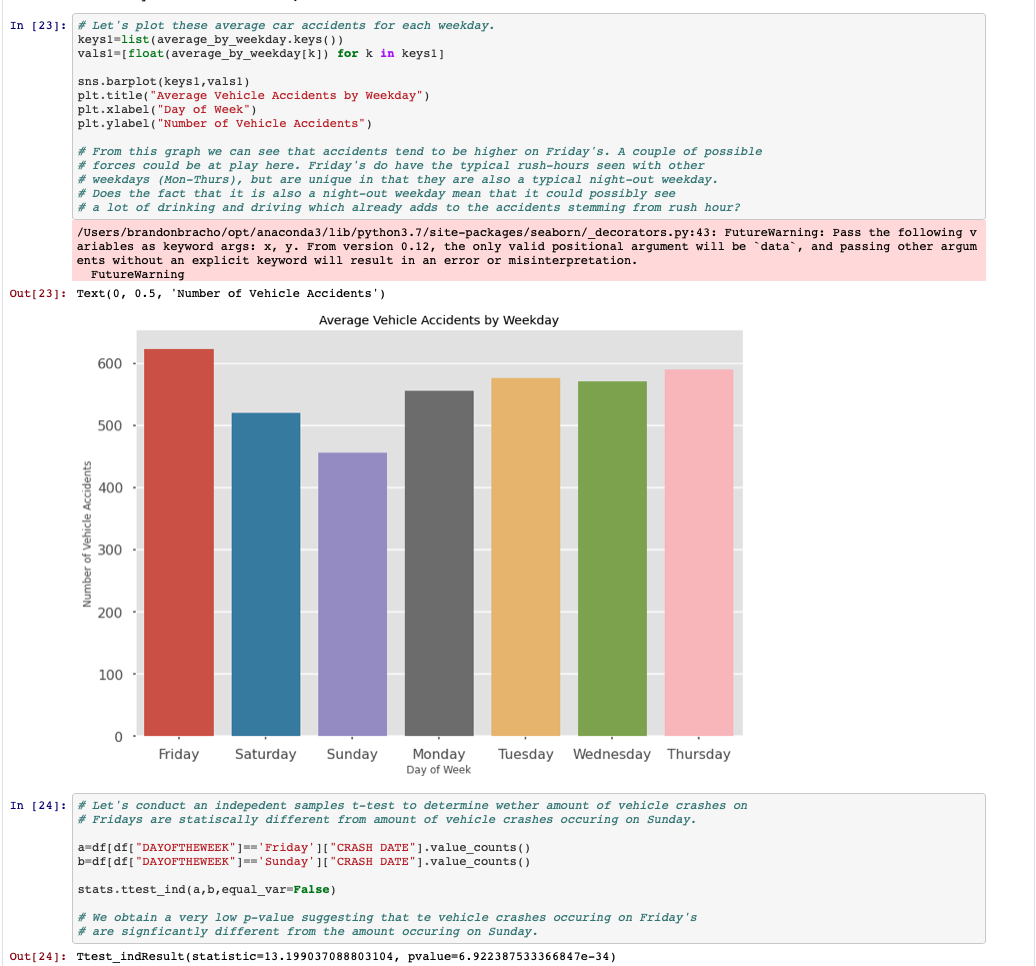 In [23]: # Let's plot these average car accidents for each weekday.
keys1=list(average_by_weekday.keys())
vals1=[float(average_by_weekday[k]) for k in keys1]
sns.barplot(keys1,vals1)
plt.title("Average Vehicle Accidents by Weekday")
plt.xlabel("Day of Week")
plt.ylabel("Number of Vehicle Accidents")
# From this graph we can see that accidents tend to be higher on Friday's. A couple of possible
# forces could be at play here. Friday's do have the typical rush-hours seen with other
# weekdays (Mon-Thurs), but are unique in that they are also a typical night-out weekday.
# Does the fact that it is also a night-out weekday mean that it could possibly see
# a lot of drinking and driving which already adds to the accidents stemming from rush hour?
/Users/brandonbracho/opt/anaconda3/lib/python3.7/site-packages/seaborn/_decorators.py:43: FutureWarning: Pass the following v
ariables as keyword args: x, y. From version 0.12, the only valid positional argument will be `data`, and passing other argum
ents without an explicit keyword will result in an error or misinterpretation.
FutureWarning
Out[23]: Text(0, 0.5, 'Number of Vehicle Accidents')
Average Vehicle Accidents by Weekday
600
500
400
300
200
100
0
Number of Vehicle Accidents
Friday Saturday Sunday Monday Tuesday Wednesday Thursday
Day of Week
In [24]: # Let's conduct an indepedent samples t-test to determine wether amount of vehicle crashes on
# Fridays are statiscally different from amount of vehicle crashes occuring on Sunday.
a=df[df["DAYOFTHEWEEK"]=='Friday']["CRASH DATE"].value_counts()
b=df[df["DAYOFTHEWEEK"]=='Sunday']["CRASH DATE"].value_counts()
stats.ttest_ind(a,b,equal_var=False)
# We obtain a very low p-value suggesting that te vehicle crashes occuring on Friday's
# are signficantly different from the amount occuring on Sunday.
Out[24]: Ttest_indResult(statistic=13.199037088803104, pvalue=6.922387533366847e-34)